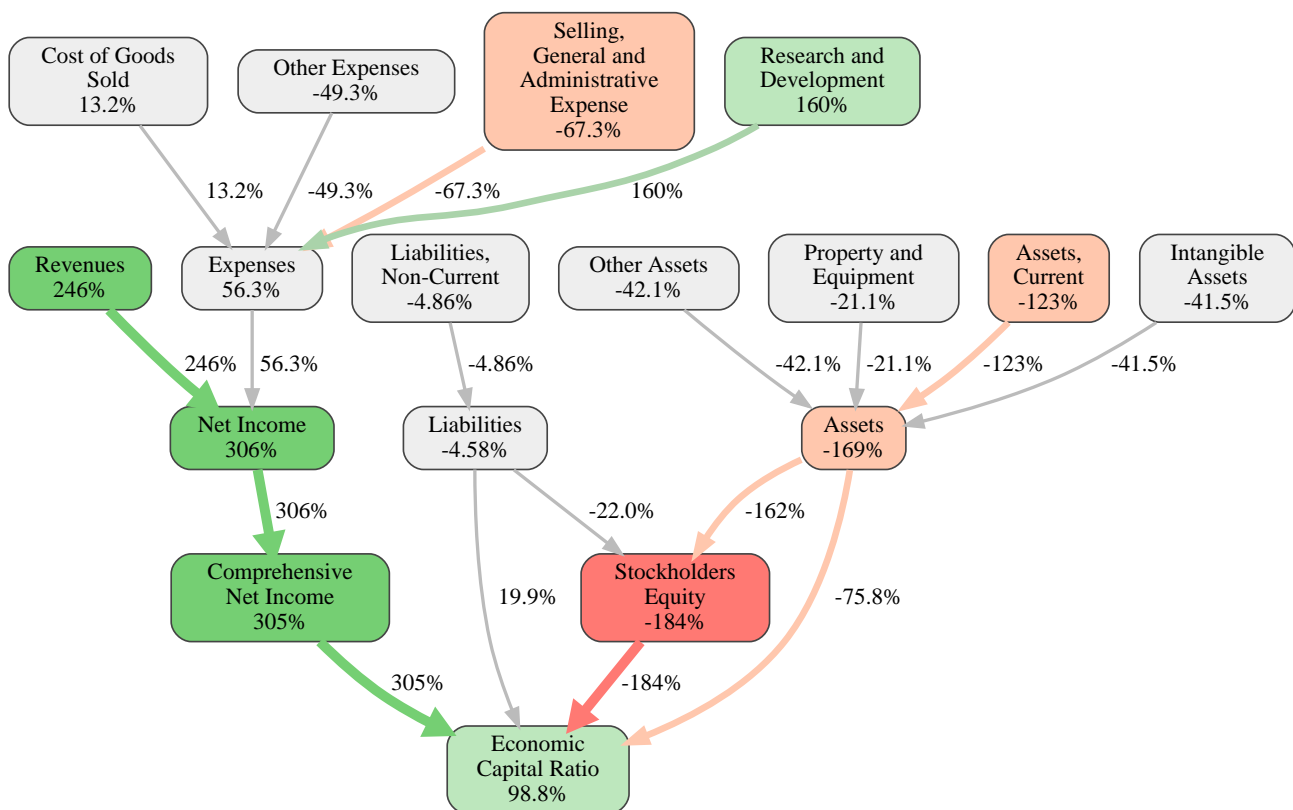 Cost of Goods
Sold
13.2%
Other Expenses
-49.3%
Selling,
General and
Administrative
Expense
-67.3%
Research and
Development
160%
13.2%
-49.3%
-67.3%
160%
Revenues
246%
Expenses
56.3%
Liabilities,
Non-Current
-4.86%
Other Assets
-42.1%
Property and
Equipment
-21.1%
Assets,
Current
-123%
Intangible
Assets
-41.5%
246%
56.3%
-4.86%
-42.1%
-21.1%
-123%
-41.5%
Net Income
306%
Liabilities
-4.58%
Assets
-169%
306%
-22.0%
-162%
Comprehensive
Net Income
305%
19.9%
Stockholders
Equity
-184%
-75.8%
305%
-184%
Economic
Capital Ratio
98.8%